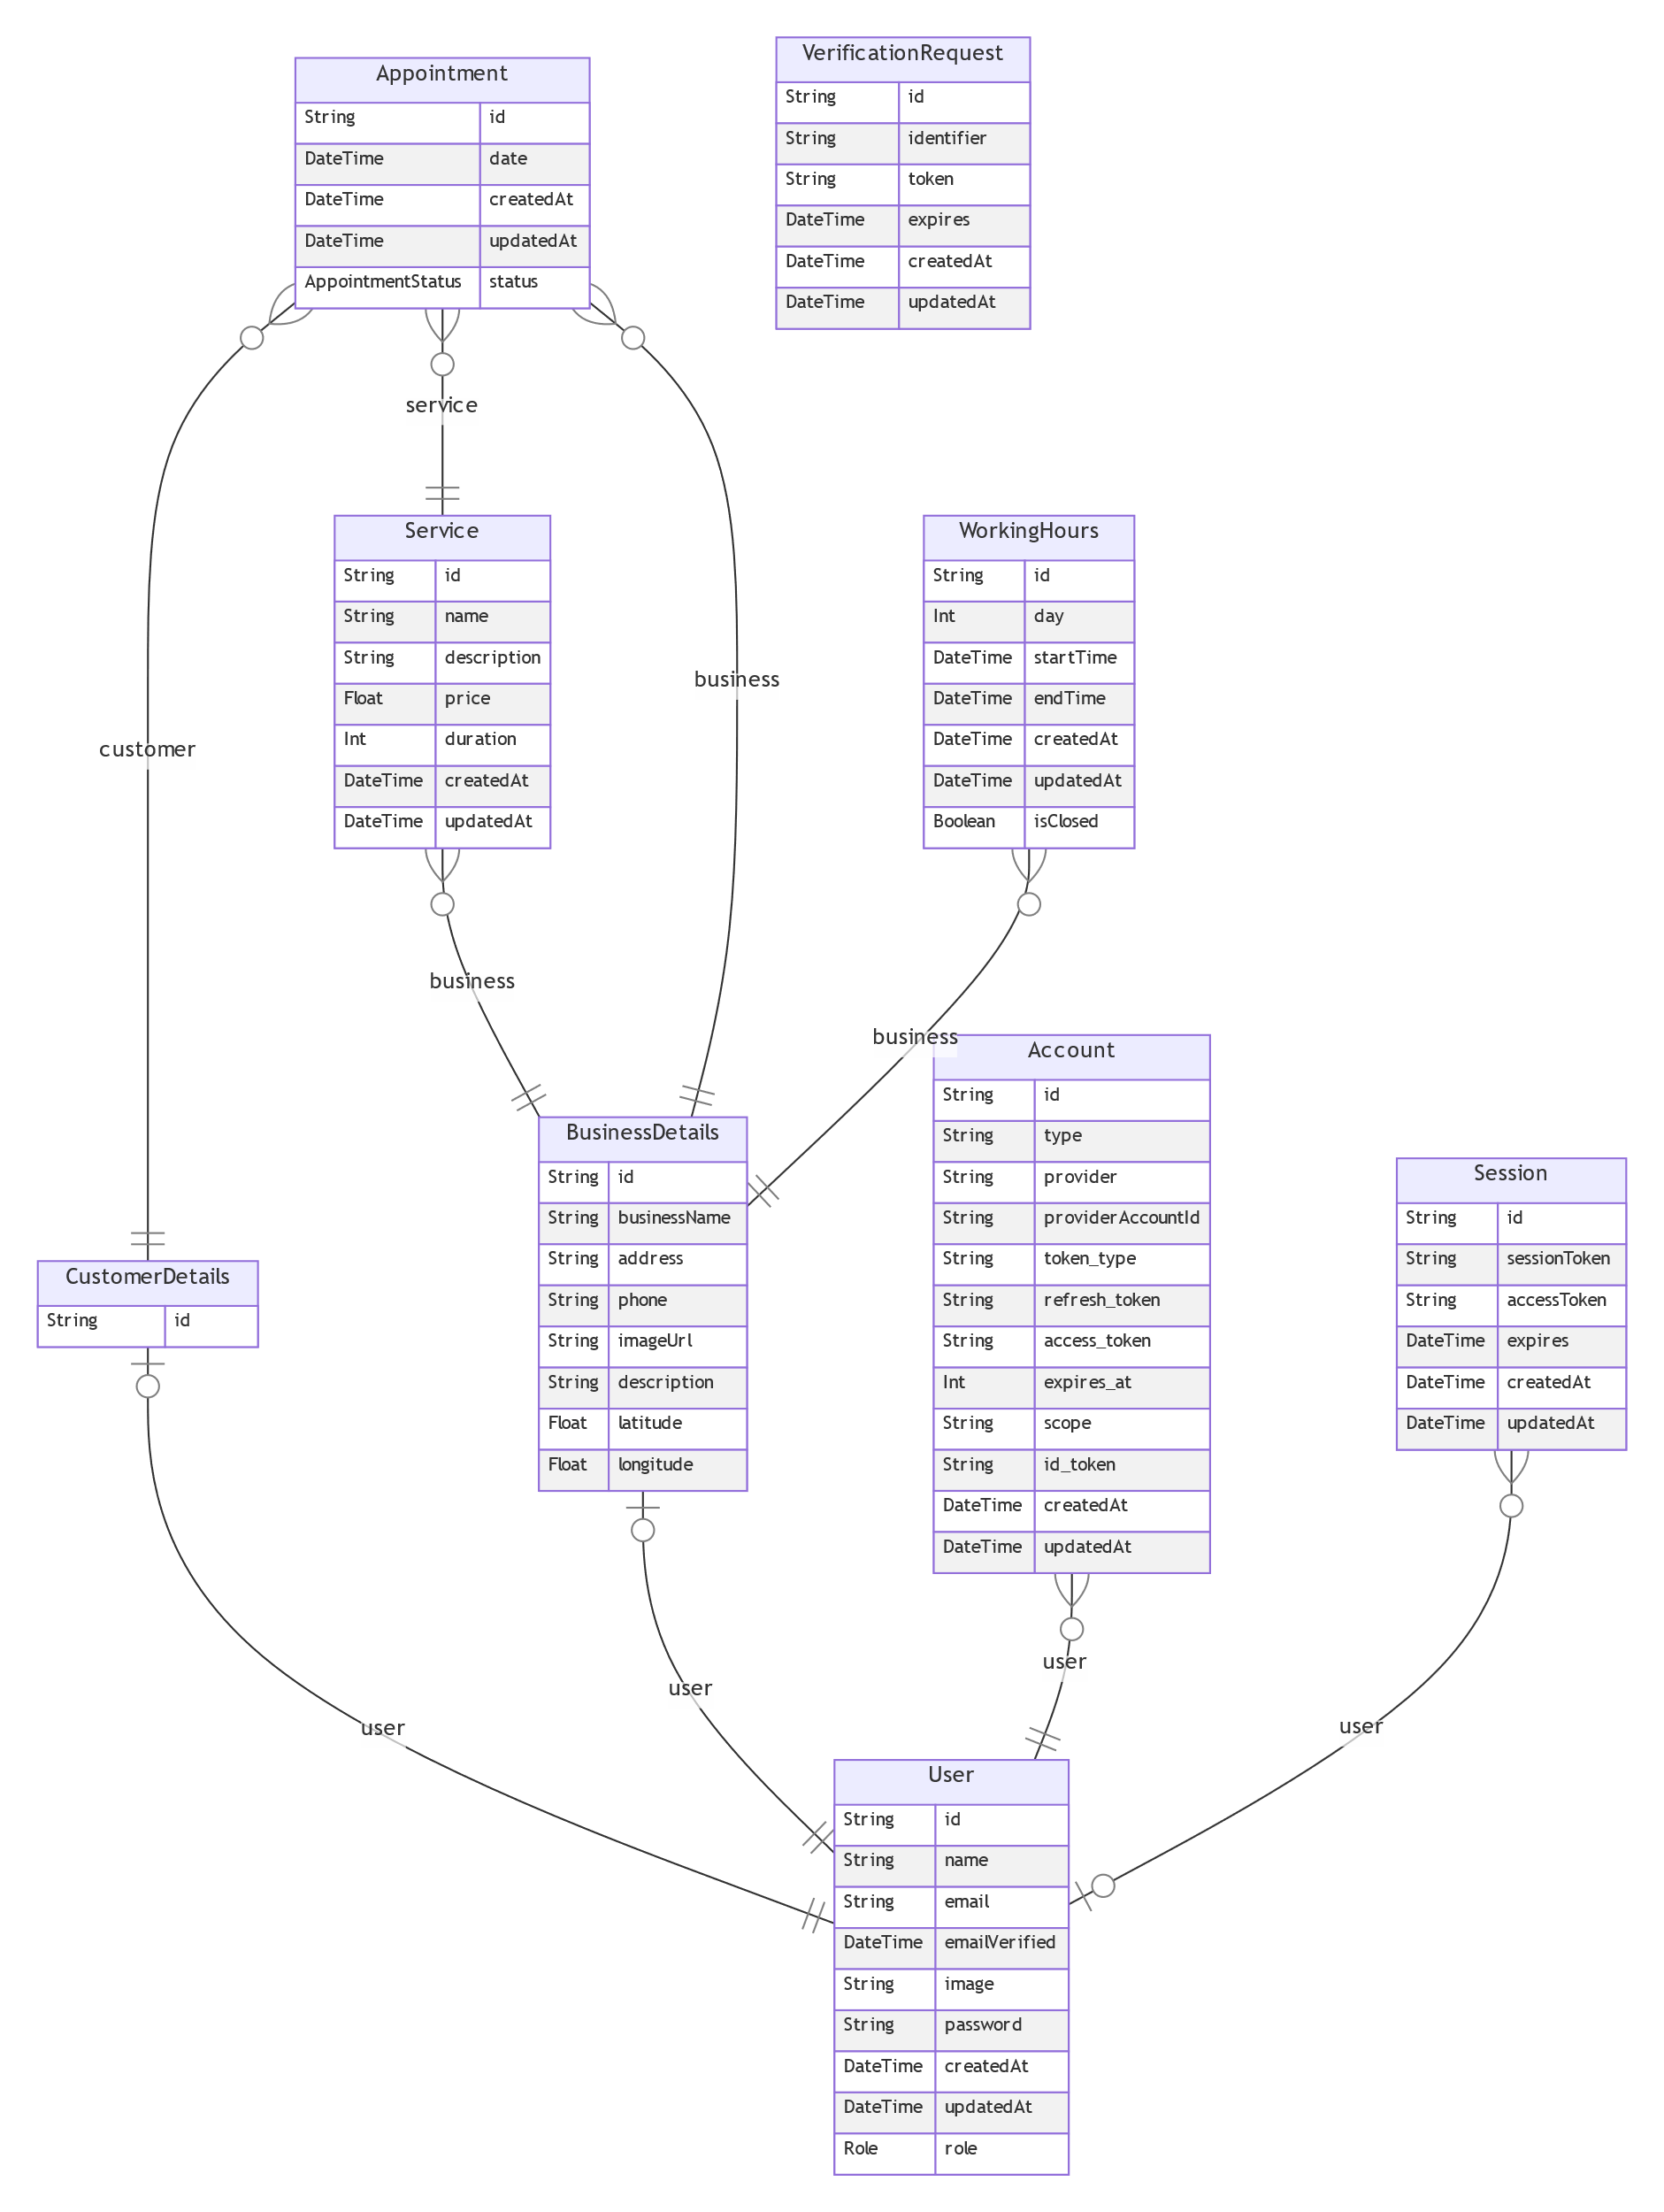 Appointment
String id
DateTime date
DateTime createdAt
DateTime updatedAt
AppointmentStatus status
VerificationRequest
String id
String identifier
String token
DateTime expires
DateTime createdAt
DateTime updatedAt
service
Service
String id
String name
String description
Float price
Int duration
DateTime createdAt
DateTime updatedAt
WorkingHours
String id
Int day
DateTime startTime
DateTime endTime
DateTime createdAt
DateTime updatedAt
Boolean isClosed
business
customer
business
business
BusinessDetails
String id
String businessName
String address
String phone
String imageUrl
String description
Float latitude
Float longitude
Account
String id
String type
String provider
String providerAccountId
String token_type
String refresh_token
String access_token
Int expires_at
String scope
String id_token
DateTime createdAt
DateTime updatedAt
Session
String id
String sessionToken
String accessToken
DateTime expires
DateTime createdAt
DateTime updatedAt
CustomerDetails
String id
user
user
user
user
User
String id
String name
String email
DateTime emailVerified
String image
String password
DateTime createdAt
DateTime updatedAt
Role role